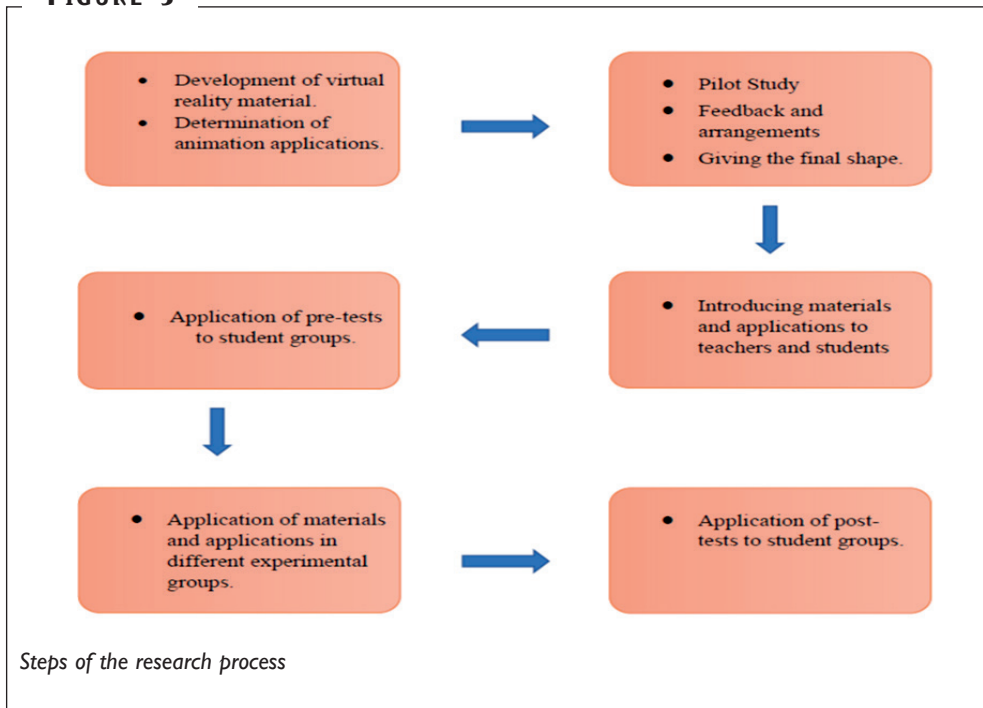 FIGURE
• Development of virtual
reality material.
• Determination of
animation applications.
• Pilot Study
• Feedback and
arrangements
• Giving the final shape.
• Introducing materials
and applications to
teachers and students
• Application of pre-tests
to student groups.
• Application of materials
and applications in
different experimental
groups.
• Application of post-
tests to student groups.
Steps of the research process